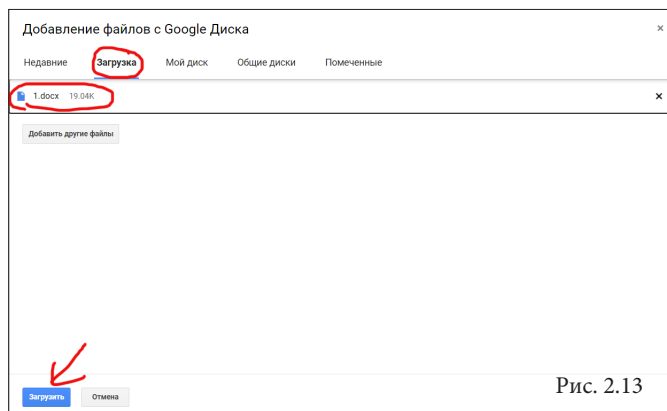 Добавление файлов с Google Диска ×
Недавние Загрузка Мой диск Общие диски Помеченные
1.docx 19.04K ×
Добавить другие файлы
Загрузить Отмена
Рис. 2.13